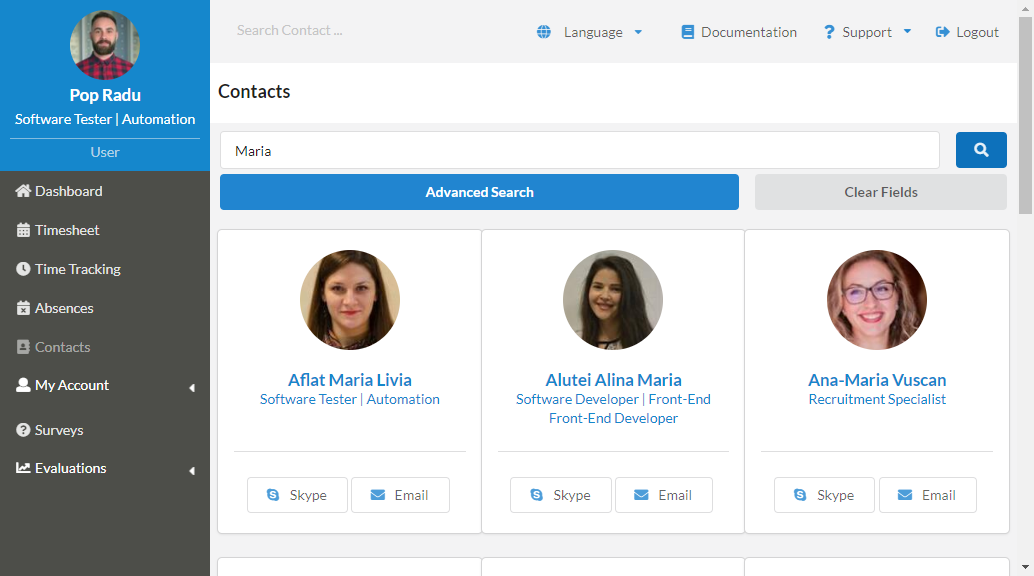 Pop Radu
Software Tester | Automation
User
Dashboard
Timesheet
Time Tracking
Absences
Contacts
My Account
Surveys
Evaluations
Search Contact ...
Language
Documentation
? Support
Logout
Contacts
Maria
Advanced Search
Clear Fields
Aflat Maria Livia
Software Tester | Automation
Skype
Email
Alutei Alina Maria
Software Developer | Front-End
Front-End Developer
Skype
Email
Ana-Maria Vuscan
Recruitment Specialist
Skype
Email